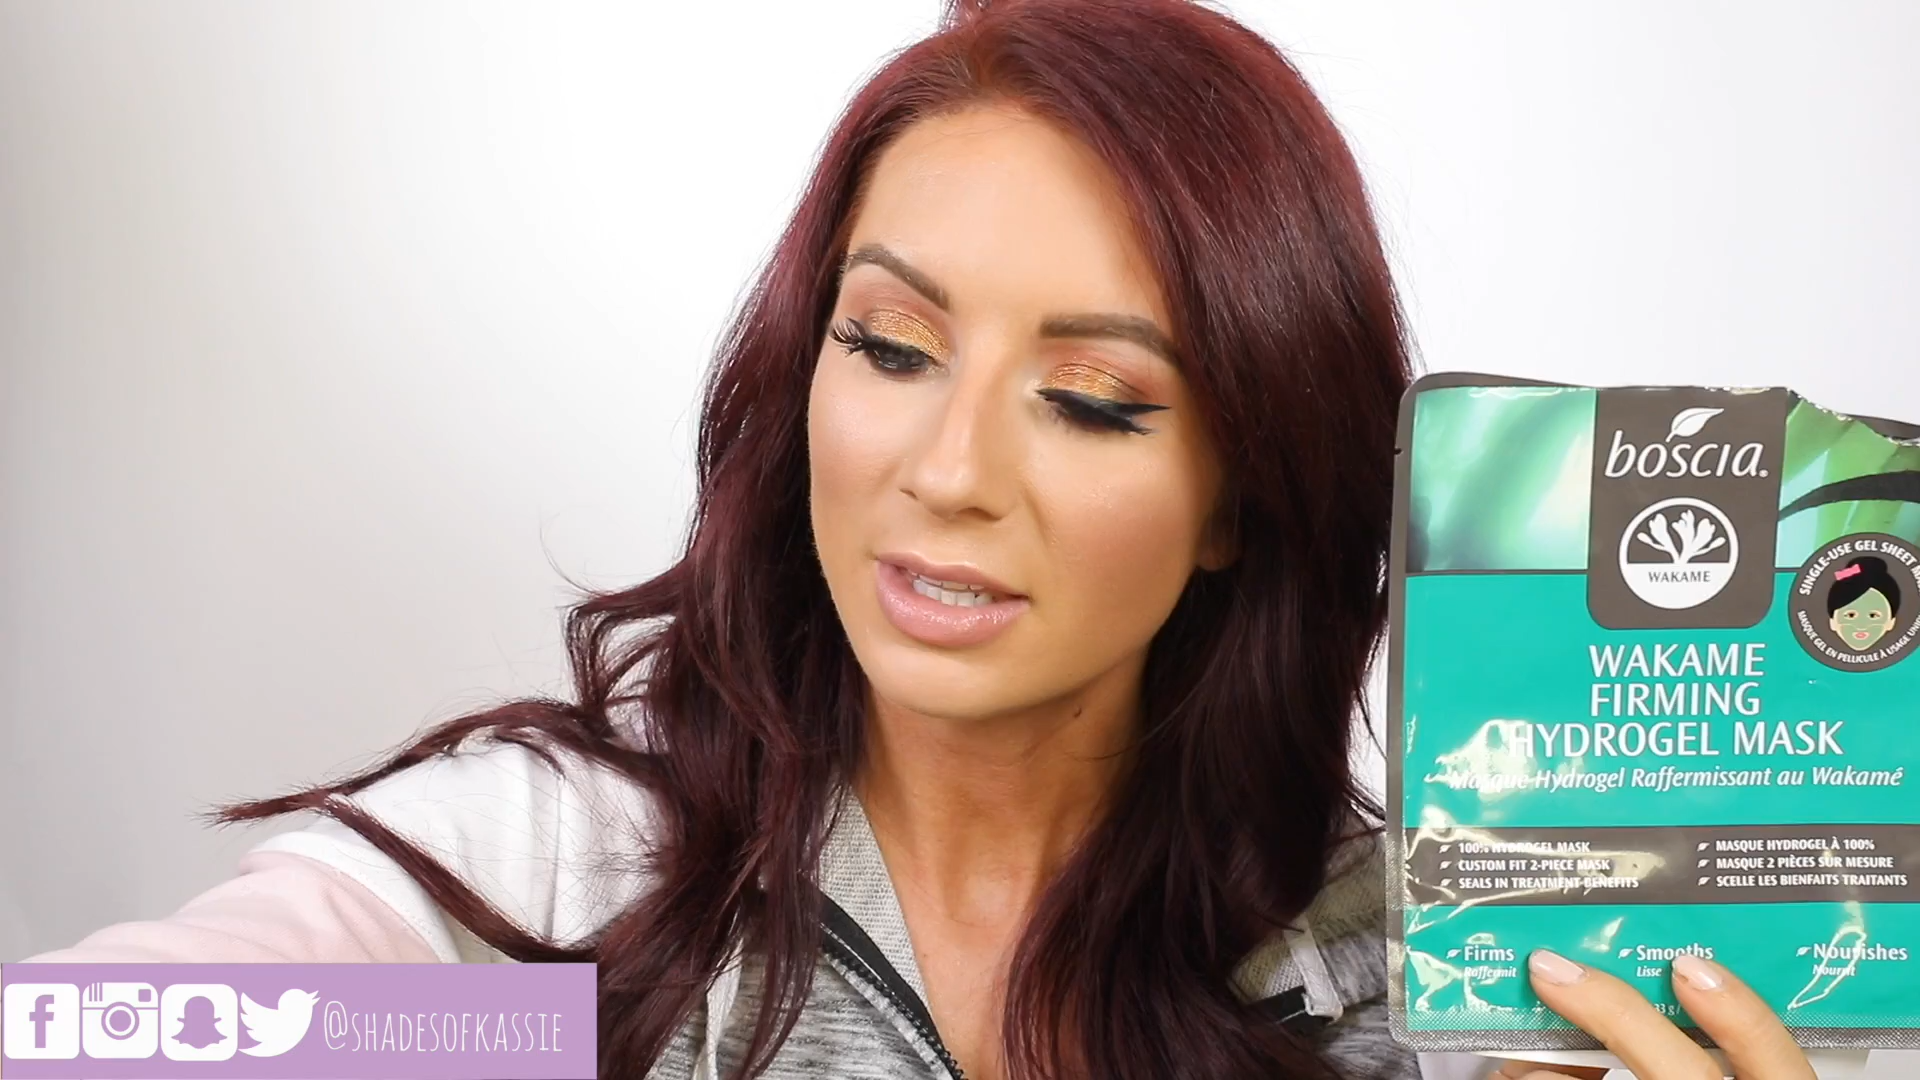 boscia®
WAKAME
SINGLE-USE GEL SHEET
MASQUE GEL EN PELLICULE À USAGE
WAKAME
FIRMING
HYDROGEL MASK
Masque Hydrogel Raffermissant au Wakamé
100% HYDROGEL MASK
CUSTOM FIT 2-PIECE MASK
SEALS IN TREATMENT BENEFITS
MASQUE HYDROGEL À 100%
MASQUE 2 PIÈCES SUR MESURE
SCELLE LES BIENFAITS TRAITANTS
Firms
Raffermit
Smooths
Lisse
Nourishes
Nourrit
33 g /
@SHADESOFKASSIE